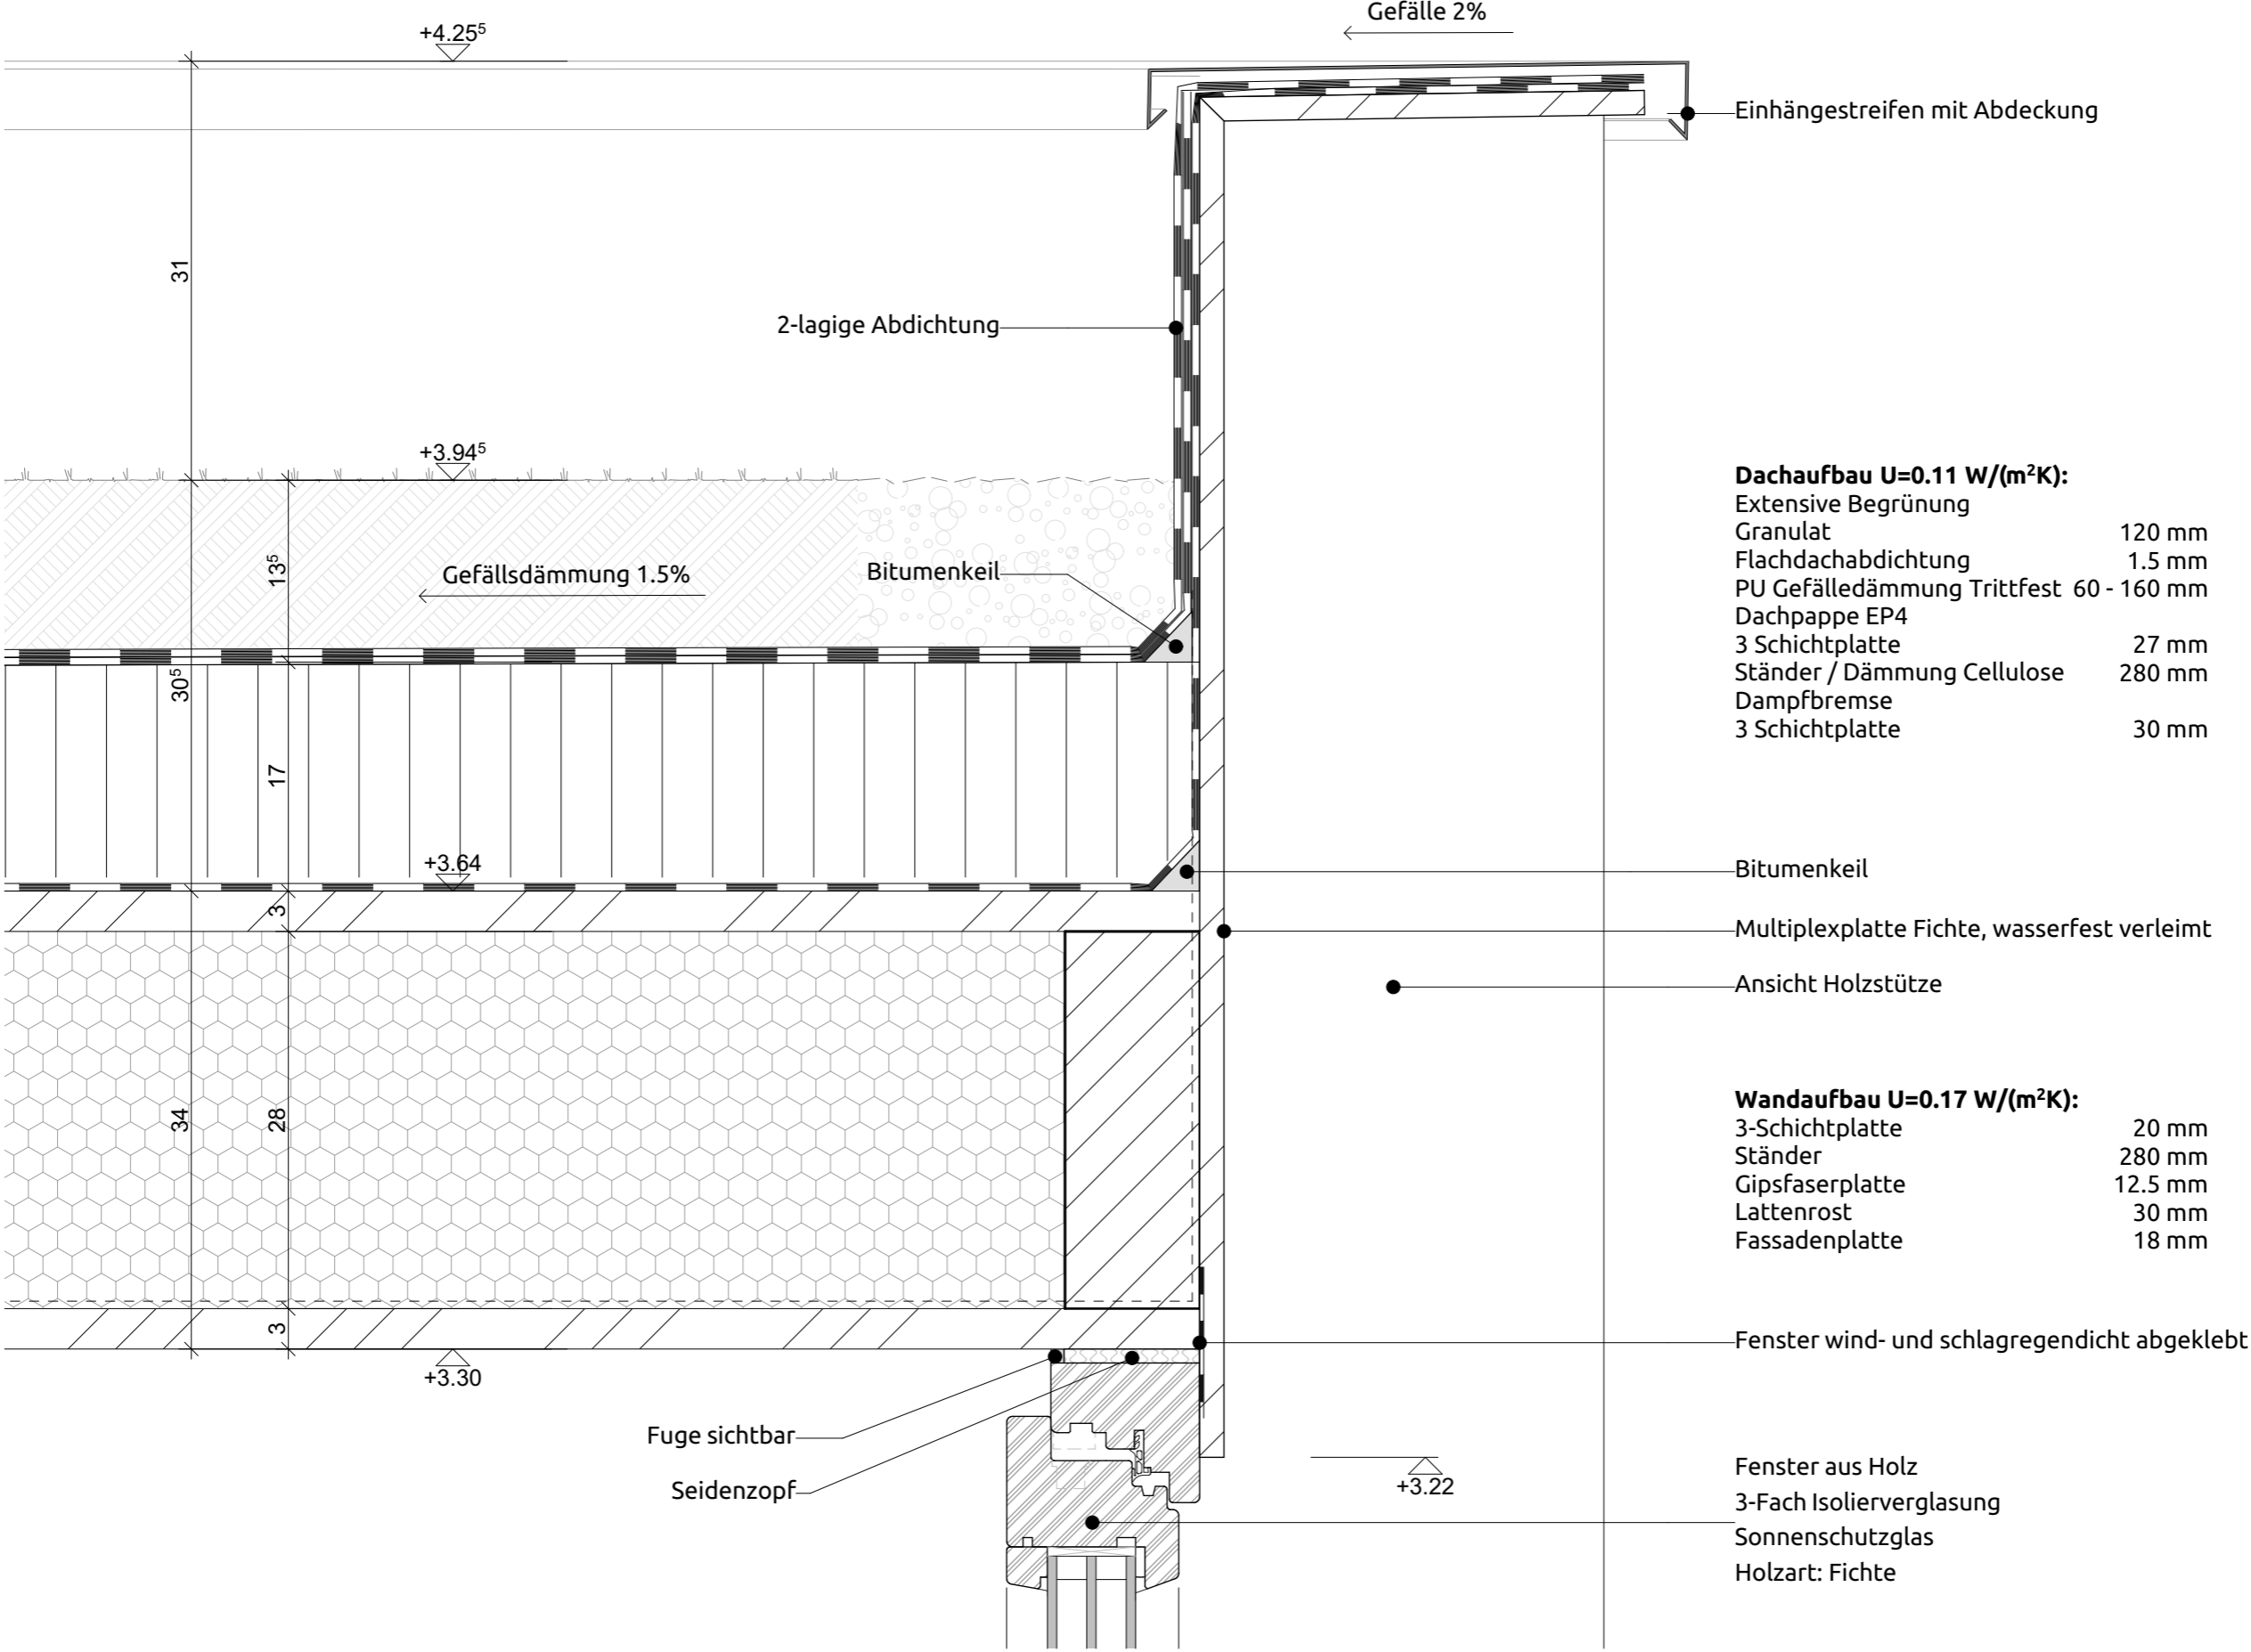 Gefälle 2%
+4.25⁵
Einhängestreifen mit Abdeckung
31
2-lagige Abdichtung
+3.94⁵
Dachaufbau U=0.11 W/(m²K):
Extensive Begrünung
Granulat 120 mm
Flachdachabdichtung 1.5 mm
PU Gefälledämmung Trittfest 60 - 160 mm
Dachpappe EP4
3 Schichtplatte 27 mm
Ständer / Dämmung Cellulose 280 mm
Dampfbremse
3 Schichtplatte 30 mm
13⁵
Gefällsdämmung 1.5%
Bitumenkeil
30⁵
17
+3.64
Bitumenkeil
3
Multiplexplatte Fichte, wasserfest verleimt
Ansicht Holzstütze
34
28
Wandaufbau U=0.17 W/(m²K):
3-Schichtplatte 20 mm
Ständer 280 mm
Gipsfaserplatte 12.5 mm
Lattenrost 30 mm
Fassadenplatte 18 mm
3
Fenster wind- und schlagregendicht abgeklebt
+3.30
Fuge sichtbar
Seidenzopf
+3.22
Fenster aus Holz
3-Fach Isolierverglasung
Sonnenschutzglas
Holzart: Fichte